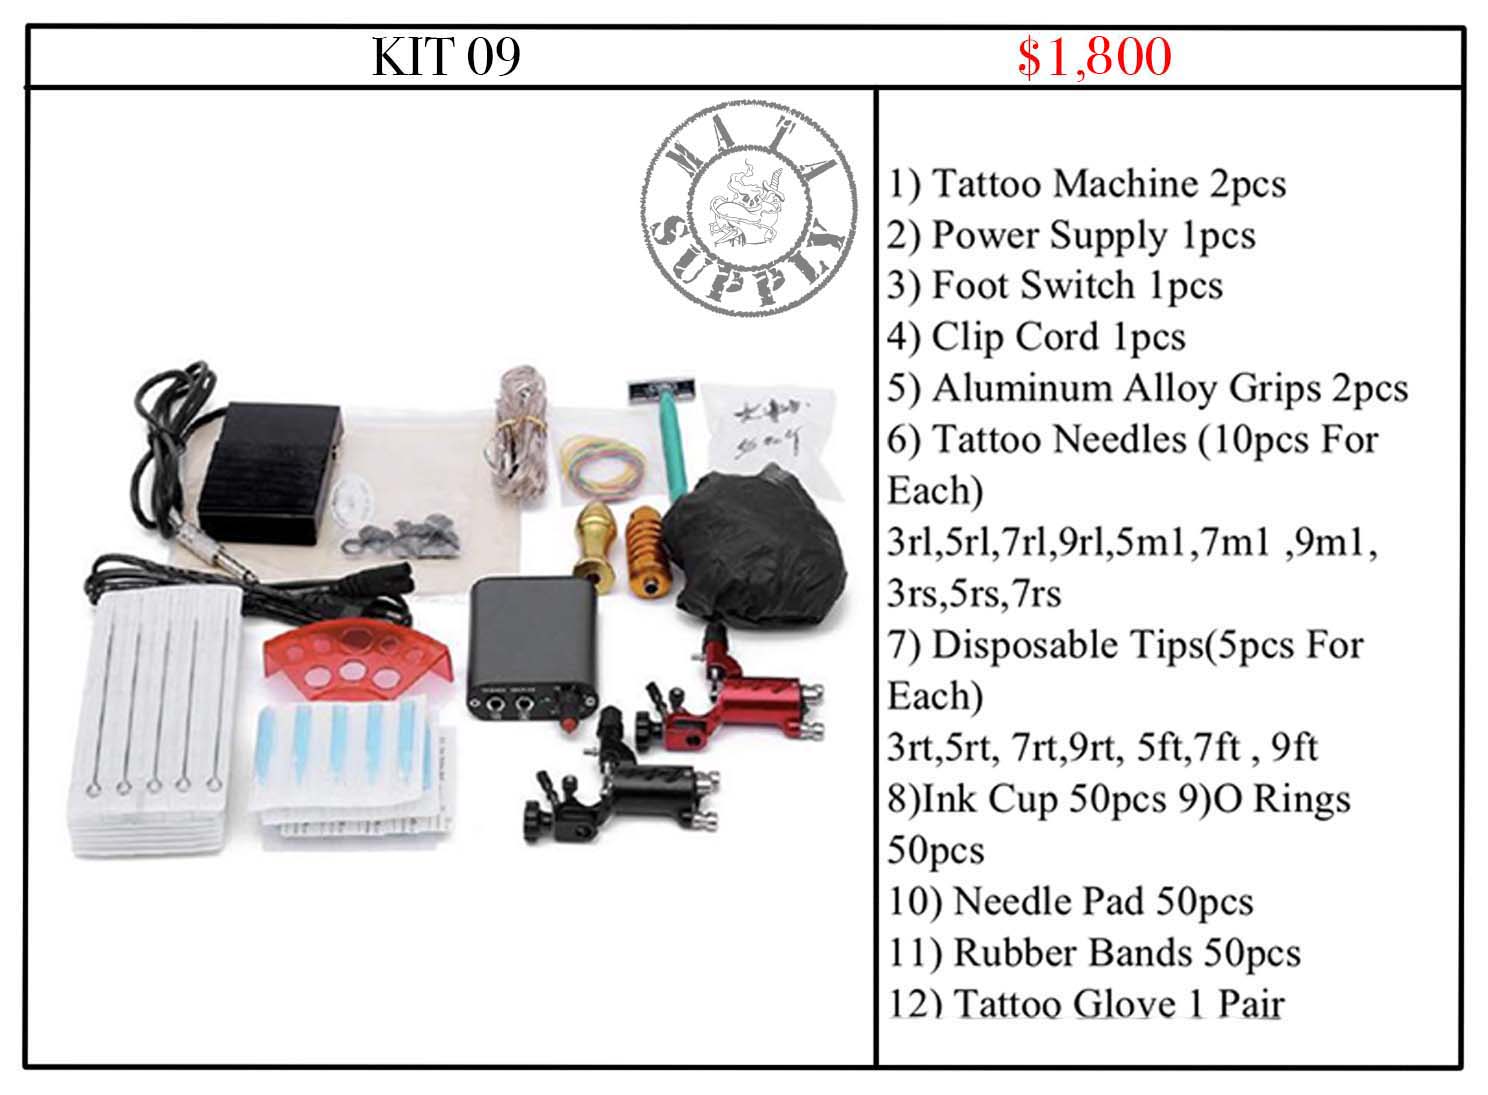 KIT 09
$1,800
MATA
SUPPLY
1) Tattoo Machine 2pcs
2) Power Supply 1pcs
3) Foot Switch 1pcs
4) Clip Cord 1pcs
5) Aluminum Alloy Grips 2pcs
6) Tattoo Needles (10pcs For
Each)
3rl,5rl,7rl,9rl,5m1,7m1 ,9m1,
3rs,5rs,7rs
7) Disposable Tips(5pcs For
Each)
3rt,5rt, 7rt,9rt, 5ft,7ft , 9ft
8)Ink Cup 50pcs 9)O Rings
50pcs
10) Needle Pad 50pcs
11) Rubber Bands 50pcs
12) Tattoo Glove 1 Pair